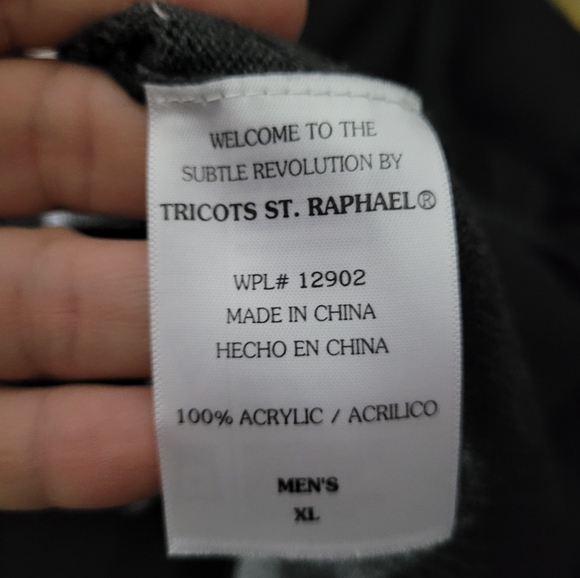 WELCOME TO THE
SUBTLE REVOLUTION BY
TRICOTS ST. RAPHAEL®
WPL# 12902
MADE IN CHINA
HECHO EN CHINA
100% ACRYLIC / ACRILICO
MEN'S
XL